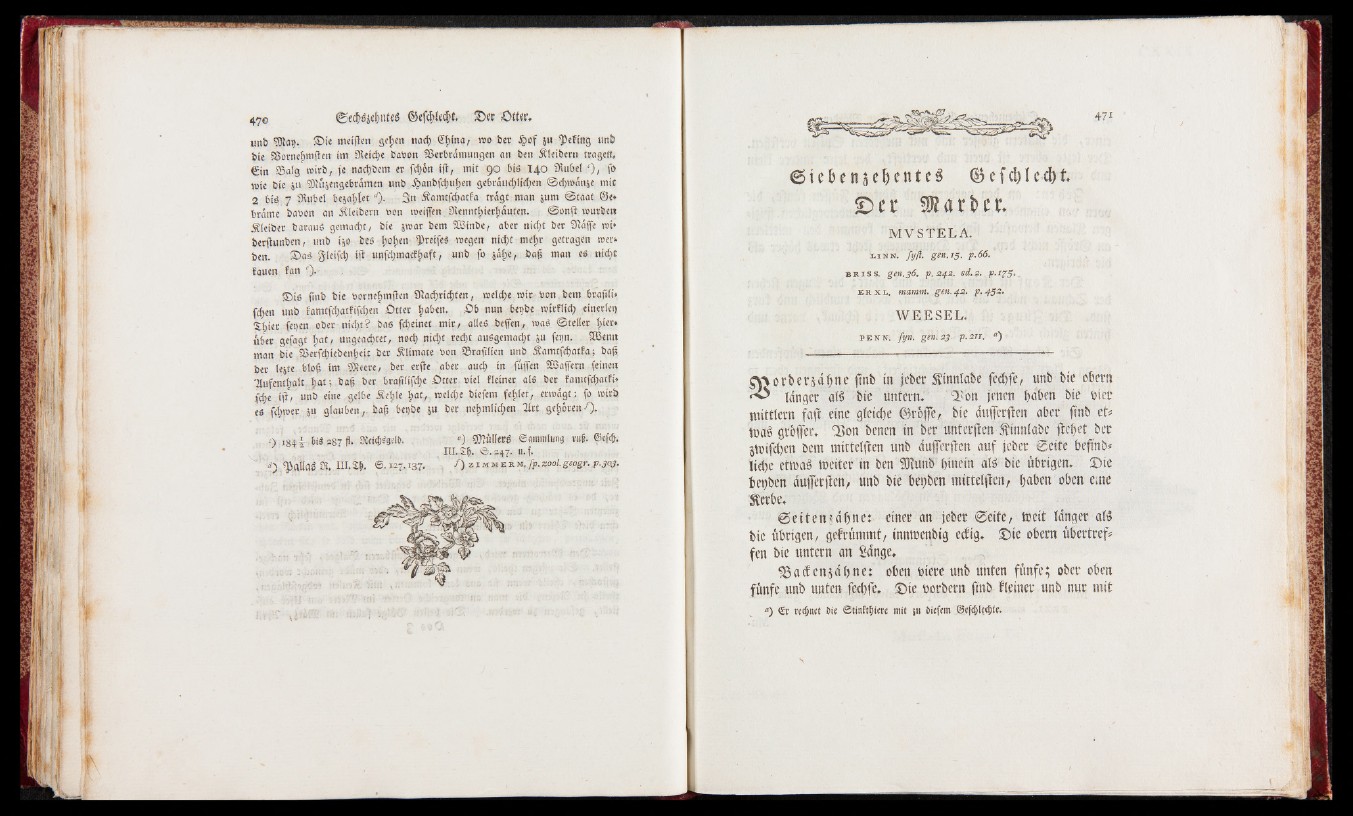 470 Sechszehntes Geschlecht. Der Otter.
und May. Die meisten gehen nach China, wo der Hof zu Peking und
die Vornehmsten im Reiche davon Verbrämungen an den Kleidern tragen.
Ein Balg wird, je nachdem er schön ist, mit 90 bis 140 Rubel c), so
wie die zu Müzengebrämen und Handschuhen gebräuchlichen Schwänze mit
2 bis 7 Rubel bezahlet d). In Kamtschatka trägt man zum Staat Ge-
bräme davon an Kleidern von weissen Rennthierhäuten. Sonst wurden
Kleider daraus gemacht, die zwar dem Winde, aber nicht der Nässe wi-
derstunden, und izo des hohen Preises wegen nicht mehr getragen wer-
den. Das Fleisch ist unschmackhaft, und so zähe, daß man es nicht
kauen kan e).
Dis sind die vornehmsten Nachrichten, welche wir von dem brasili-
schen und kamtschatkischen Otter haben. Ob nun beyde wirklich einerley
Thier seyen oder nicht? das scheinet mir, alles dessen, was Steller hier-
über gesagt hat, ungeachtet, noch nicht recht ausgemacht zu seyn. Wenn
man die Verschiedenheit der Klimate von Brasilien und Kamtschatka; daß
der lezte bloß im Meere, der erste aber auch in süssen Wassern seinen
Aufenthalt hat; daß der brasilische Otter viel kleiner als der kamtschatki-
sche ist, und eine gelbe Kehle hat, welche diesem fehlet, erwägt; so wird
es schwer zu glauben, daß beyde zu der nehmlichen Art gehören f).
c) 184½ bis 287 fl. Reichsgeld.
d) Pallas R. III. Th. S. 127. 137.
e) Müllers Sammlung ruß. Gesch.
III. Th. S. 247. u. f.
f) ZIMMERM. sp. zool. geogr. p. 303.
471
Siebenzehentes Geschlecht.
Der Marder.
MVSTELA.
LINN. syst. gen. 15. p. 66.
BRISS. gen. 36. p. 242. ed. 2. p. 175.
ERXL. mamm. gen. 42. p. 452.
WEESEL.
PENN. syn. gen. 23. p. 211. a)
Vorderzähne sind in jeder Kinnlade sechse, und die obern
länger als die untern. Von jenen haben die vier
mittlern fast eine gleiche Grösse, die äussersten aber sind et-
was grösser. Von denen in der untersten Kinnlade stehet der
zwischen dem mittelsten und äussersten auf jeder Seite befind-
liche etwas weiter in den Mund hinein als die übrigen. Die
beyden äussersten, und die beyden mittelsten, haben oben eine
Kerbe.
Seitenzähne: einer an jeder Seite, weit länger als
die übrigen, gekrümmt, innwendig eckig. Die obern übertref-
fen die untern an Länge.
Backenzähne: oben viere und unten fünfe; oder oben
fünfe und unten sechse. Die vordern sind kleiner und nur mit
a) Er rechnet die Stinkthiere mit zu diesem Geschlechte.